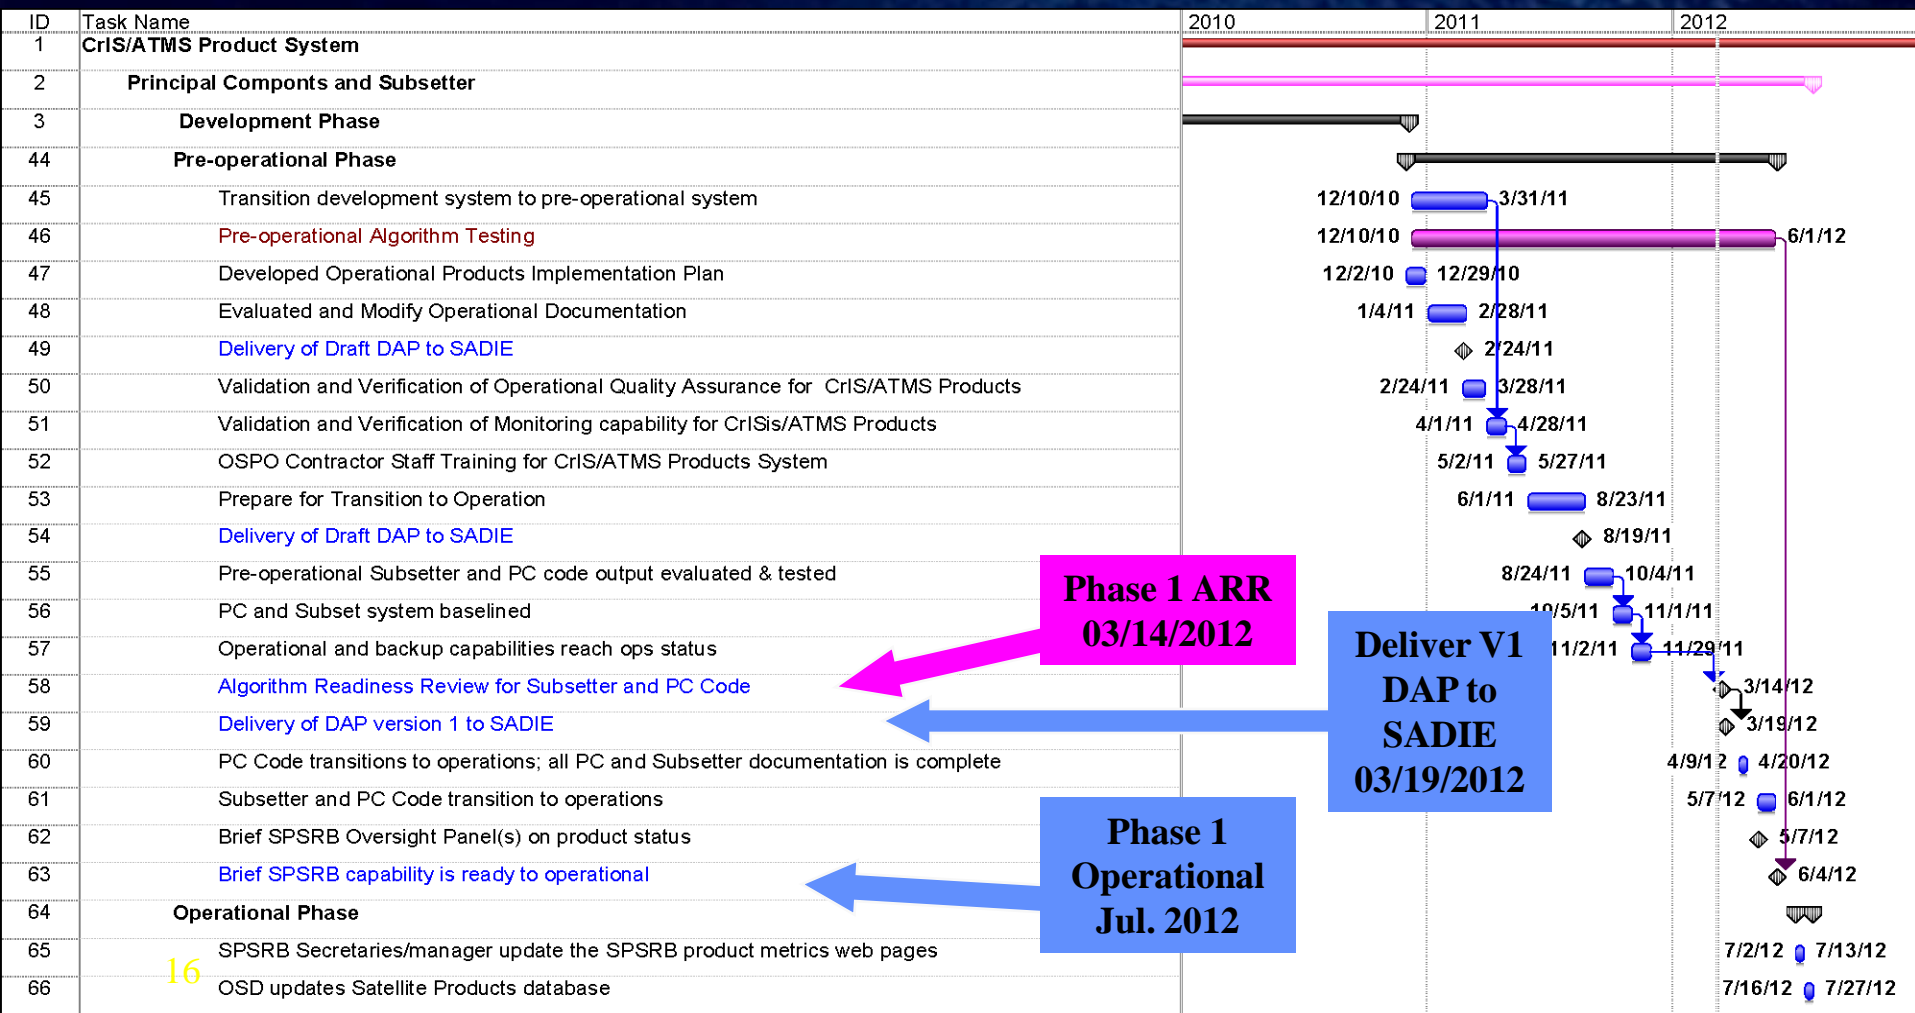 ID Task Name 2010 2011 2012
1 CrIS/ATMS Product System
2 Principal Componts and Subsetter
3 Development Phase
44 Pre-operational Phase
45 Transition development system to pre-operational system 12/10/10 3/31/11
46 Pre-operational Algorithm Testing 12/10/10 6/1/12
47 Developed Operational Products Implementation Plan 12/2/10 12/29/10
48 Evaluated and Modify Operational Documentation 1/4/11 2/28/11
49 Delivery of Draft DAP to SADIE 2/24/11
50 Validation and Verification of Operational Quality Assurance for CrIS/ATMS Products 2/24/11 3/28/11
51 Validation and Verification of Monitoring capability for CrISis/ATMS Products 4/1/11 4/28/11
52 OSPO Contractor Staff Training for CrIS/ATMS Products System 5/2/11 5/27/11
53 Prepare for Transition to Operation 6/1/11 8/23/11
54 Delivery of Draft DAP to SADIE 8/19/11
55 Pre-operational Subsetter and PC code output evaluated & tested 8/24/11 10/4/11
56 PC and Subset system baselined 10/5/11 11/1/11
57 Operational and backup capabilities reach ops status 11/2/11 11/29/11
58 Algorithm Readiness Review for Subsetter and PC Code 3/14/12
59 Delivery of DAP version 1 to SADIE 3/19/12
60 PC Code transitions to operations; all PC and Subsetter documentation is complete 4/9/12 4/20/12
61 Subsetter and PC Code transition to operations 5/7/12 6/1/12
62 Brief SPSRB Oversight Panel(s) on product status 5/7/12
63 Brief SPSRB capability is ready to operational 6/4/12
64 Operational Phase
65 SPSRB Secretaries/manager update the SPSRB product metrics web pages 7/2/12 7/13/12
66 OSD updates Satellite Products database 7/16/12 7/27/12
Phase 1 ARR
03/14/2012
Deliver V1
DAP to
SADIE
03/19/2012
Phase 1
Operational
Jul. 2012
16